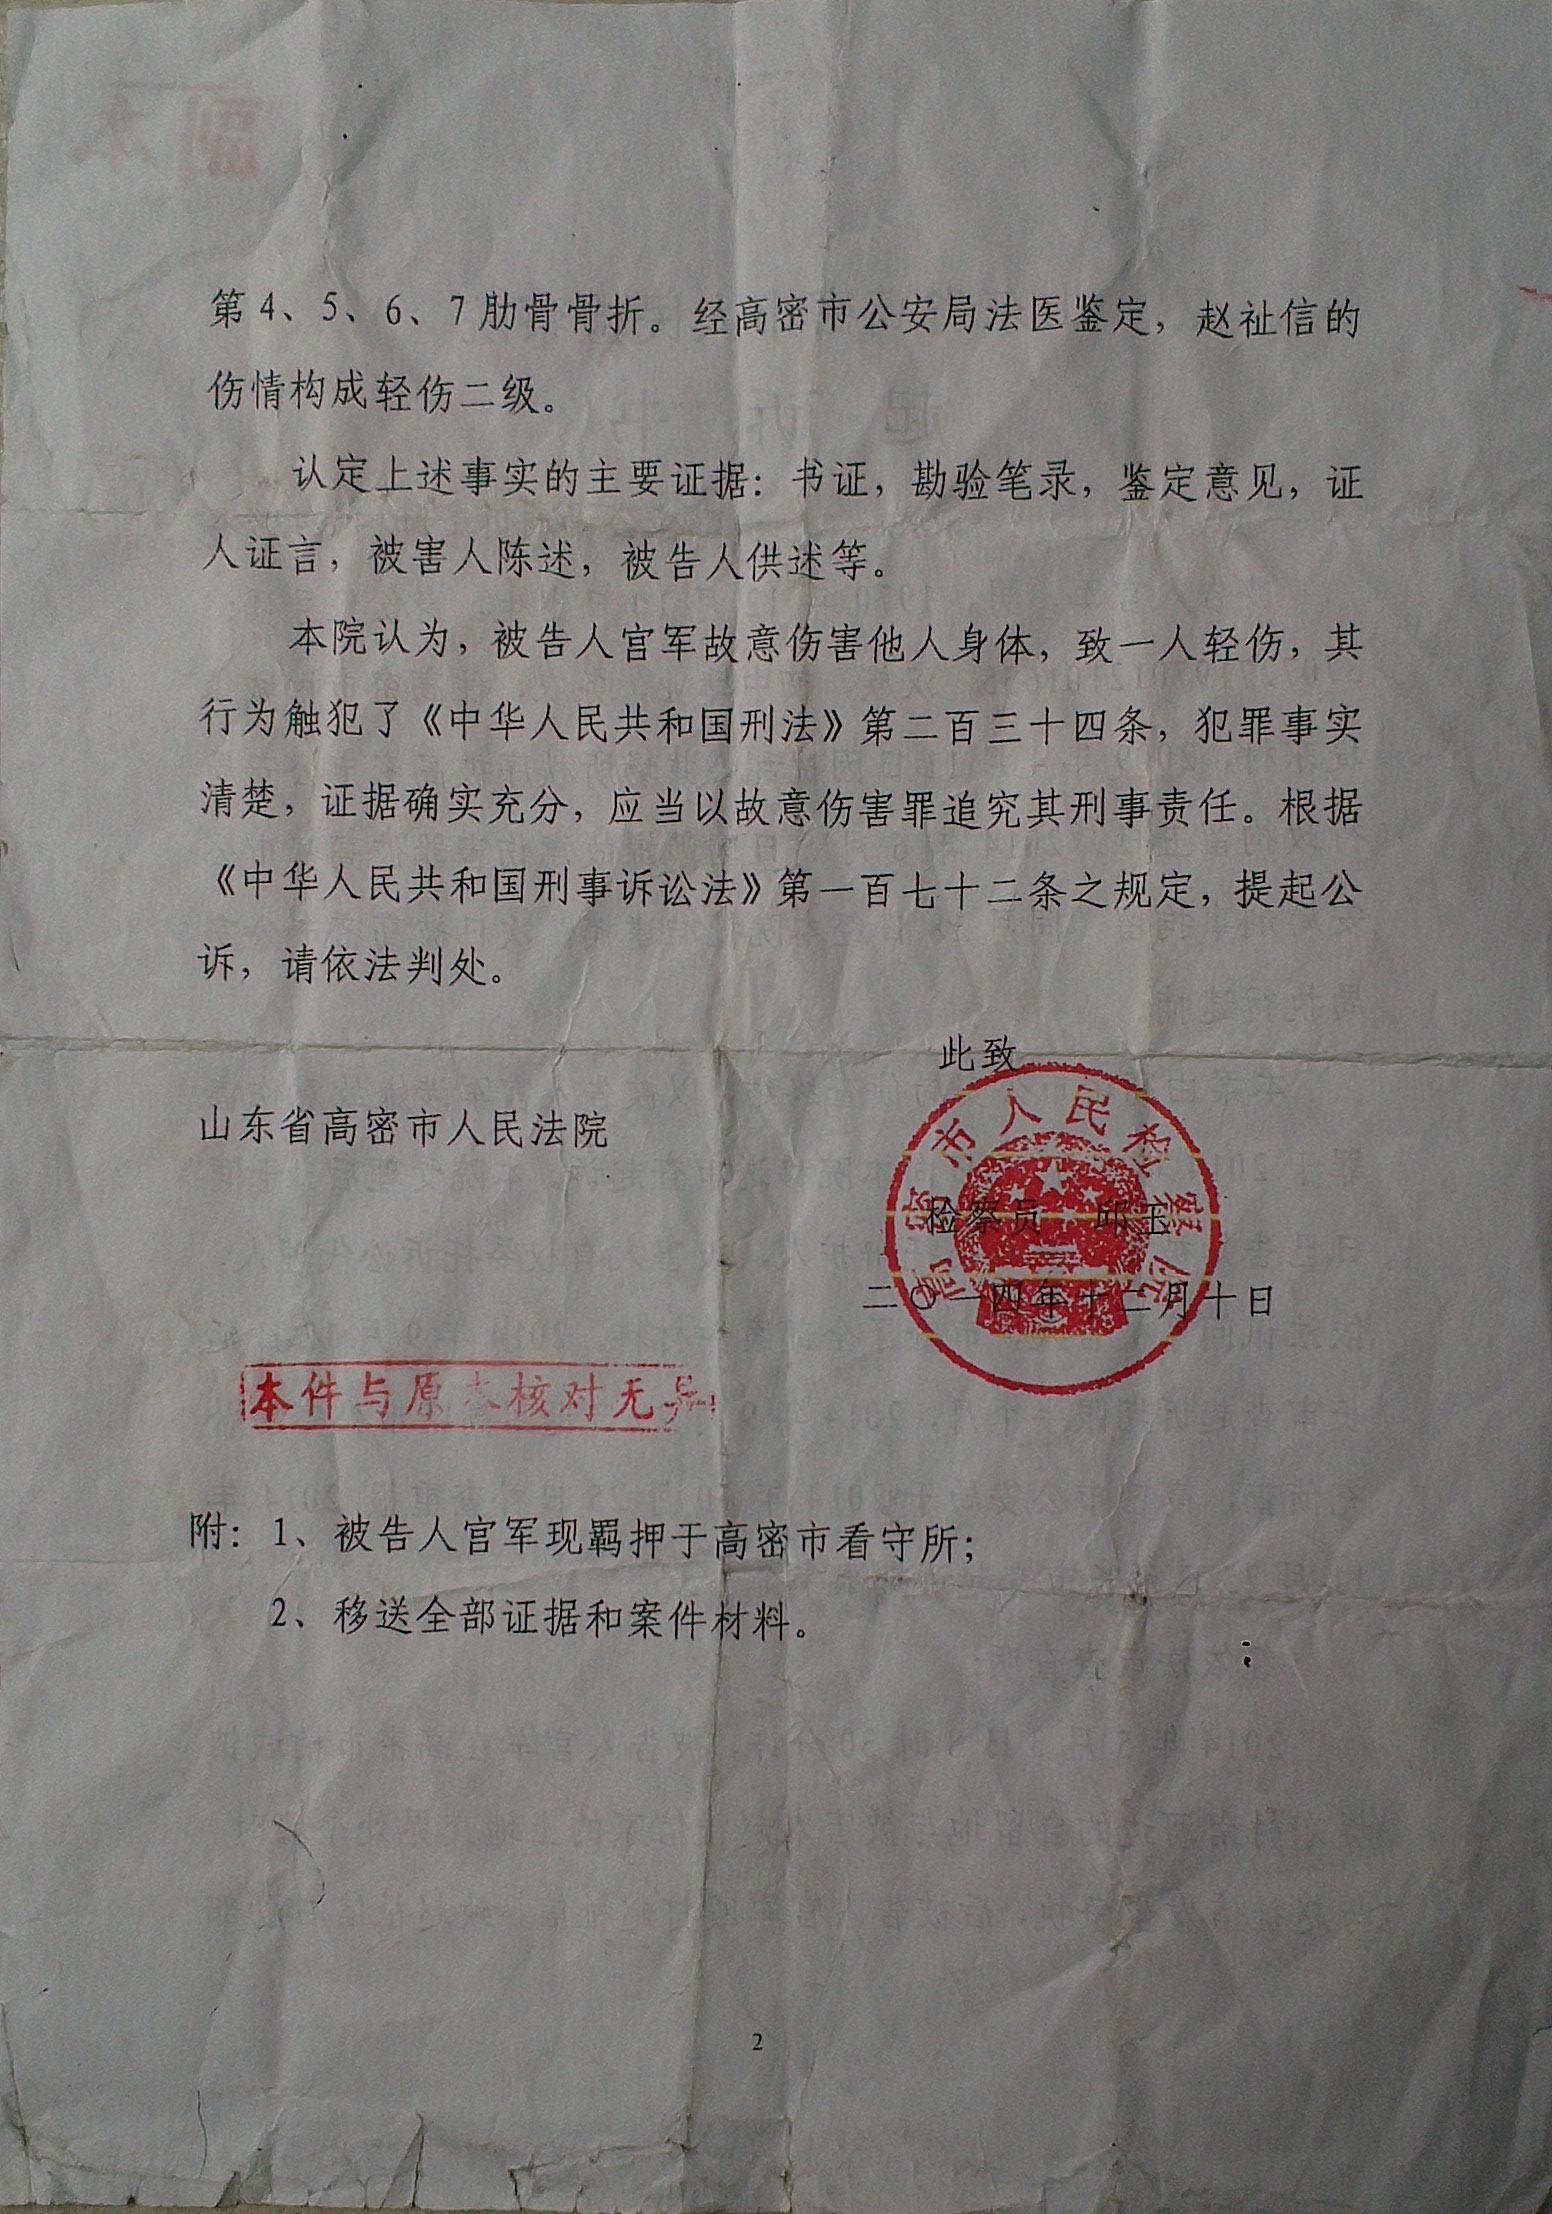 第4、5、6、7肋骨骨折。经高密市公安局法医鉴定，赵祉信的
伤情构成轻伤二级。
认定上述事实的主要证据：书证，勘验笔录，鉴定意见，证
人证言，被害人陈述，被告人供述等。
本院认为，被告人宫军故意伤害他人身体，致一人轻伤，其
行为触犯了《中华人民共和国刑法》第二百三十四条，犯罪事实
清楚，证据确实充分，应当以故意伤害罪追究其刑事责任。根据
《中华人民共和国刑事诉讼法》第一百七十二条之规定，提起公
诉，请依法判处。
此致
山东省高密市人民法院
高密市人民检察院
检察员 邱玉
二〇一四年十二月十日
本件与原本核对无异
附：1、被告人宫军现羁押于高密市看守所；
2、移送全部证据和案件材料。
2